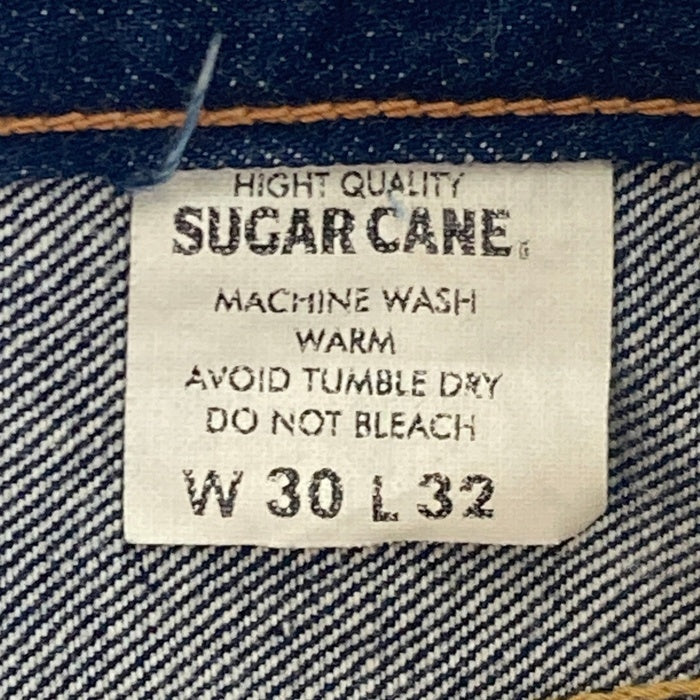 HIGHT QUALITY
SUGAR CANE
MACHINE WASH
WARM
AVOID TUMBLE DRY
DO NOT BLEACH
W 30 L 32